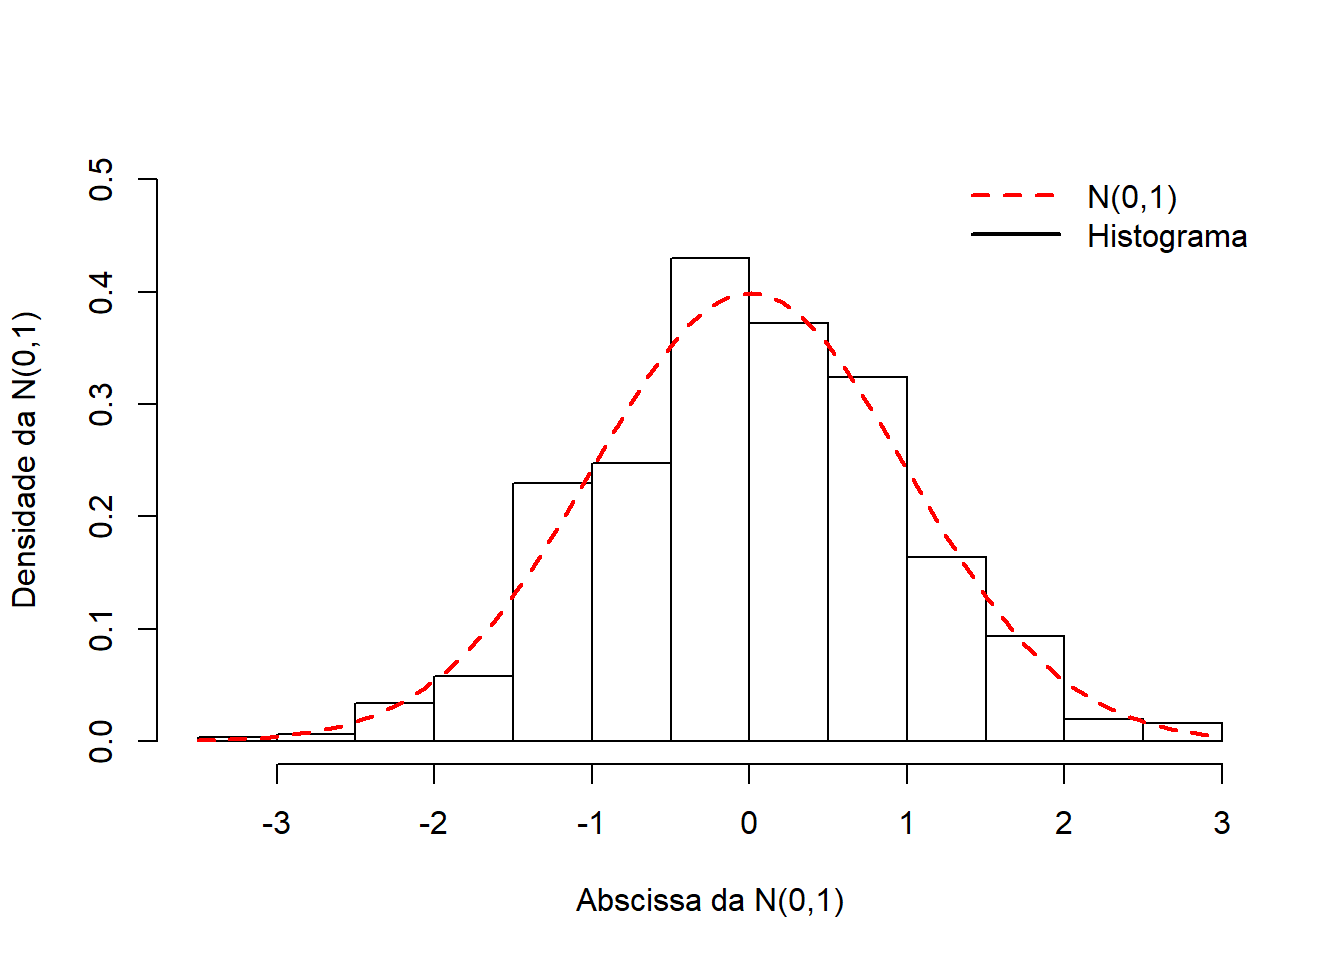 N(0,1)
Histograma
Densidade da N(0,1)
0.5
0.4
0.3
0.2
0.1
0.0
-3 -2 -1 0 1 2 3
Abscissa da N(0,1)